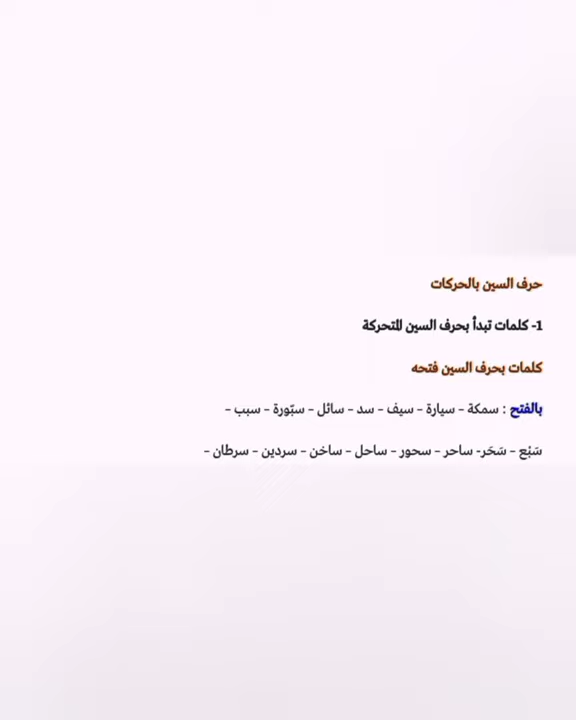 حرف السين بالحركات
1- كلمات تبدأ بحرف السين المتحركة
كلمات بحرف السين فتحه
بالفتح : سمكة – سيارة – سيف – سد – سائل – سبّورة – سبب –
سَبْع – سَحَر- ساحر – سحور – ساحل – ساخن – سردين – سرطان –